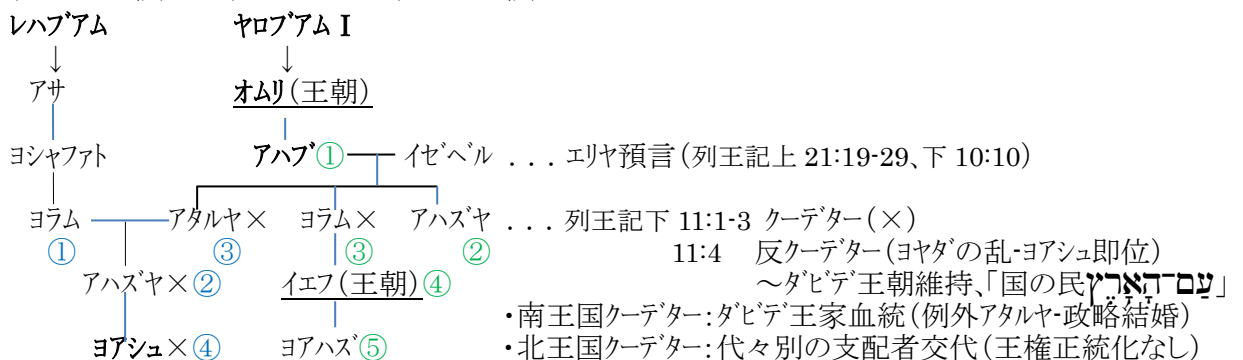 レハブアム ヤロブアム I
↓ ↓
アサ オムリ(王朝)
ヨシャファト アハブ① イゼベル . . . エリヤ預言(列王記上 21:19-29、下 10:10)
ヨラム アタルヤ× ヨラム× アハズヤ . . . 列王記下 11:1-3 クーデター(×)
① ③ ③ ② 11:4 反クーデター(ヨヤダの乱-ヨアシュ即位)
アハズヤ×② イエフ(王朝)④ ~ダビデ王朝維持、「国の民עַם־הָאָרֶץ」
・南王国クーデター:ダビデ王家血統(例外アタルヤ-政略結婚)
ヨアシュ×④ ヨアハズ⑤ ・北王国クーデター:代々別の支配者交代(王権正統化なし)